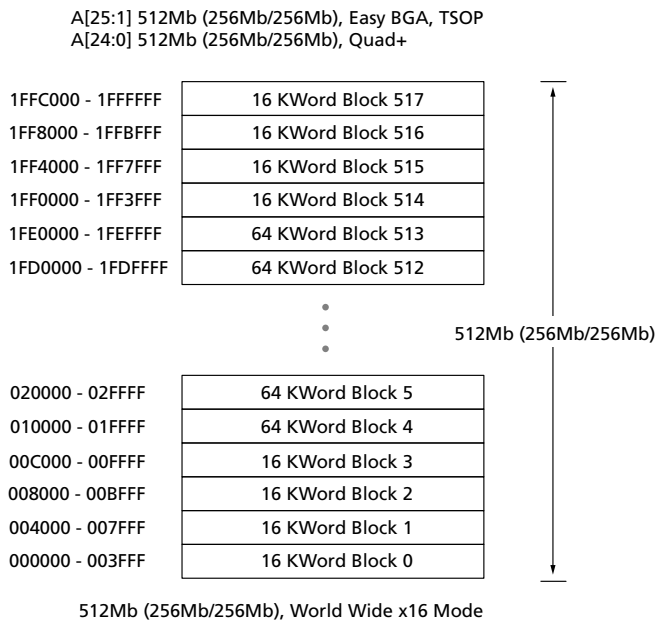 A[25:1] 512Mb (256Mb/256Mb), Easy BGA, TSOP
A[24:0] 512Mb (256Mb/256Mb), Quad+
1FFC000 - 1FFFFFF 16 KWord Block 517
1FF8000 - 1FFBFFF 16 KWord Block 516
1FF4000 - 1FF7FFF 16 KWord Block 515
1FF0000 - 1FF3FFF 16 KWord Block 514
1FE0000 - 1FEFFFF 64 KWord Block 513
1FD0000 - 1FDFFFF 64 KWord Block 512
512Mb (256Mb/256Mb)
020000 - 02FFFF 64 KWord Block 5
010000 - 01FFFF 64 KWord Block 4
00C000 - 00FFFF 16 KWord Block 3
008000 - 00BFFF 16 KWord Block 2
004000 - 007FFF 16 KWord Block 1
000000 - 003FFF 16 KWord Block 0
512Mb (256Mb/256Mb), World Wide x16 Mode